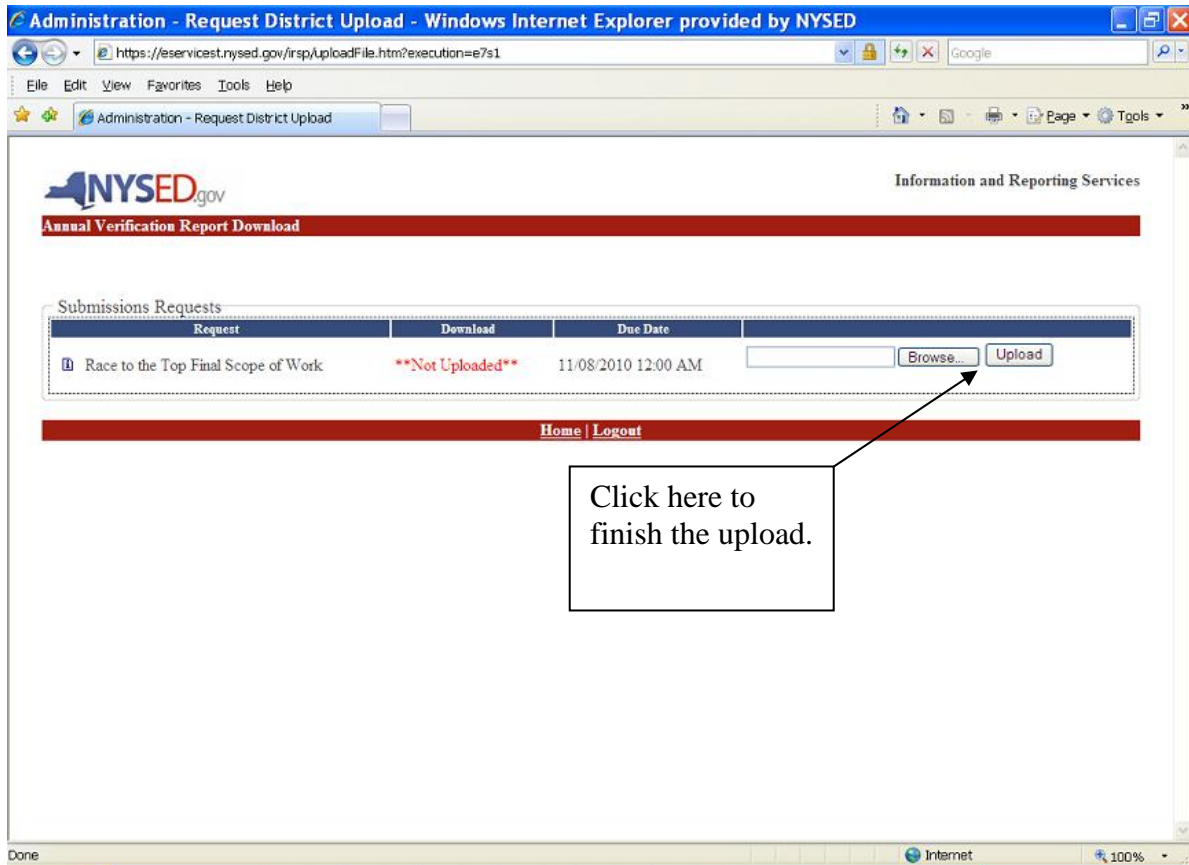 Administration - Request District Upload - Windows Internet Explorer provided by NYSED
https://eservicest.nysed.gov/irsp/uploadFile.htm?execution=e7s1
Google
File Edit View Favorites Tools Help
Administration - Request District Upload
Page Tools
NYSED.gov
Information and Reporting Services
Annual Verification Report Download
Submissions Requests
Request Download Due Date
Race to the Top Final Scope of Work **Not Uploaded** 11/08/2010 12:00 AM Browse... Upload
Home | Logout
Click here to
finish the upload.
Done Internet 100%